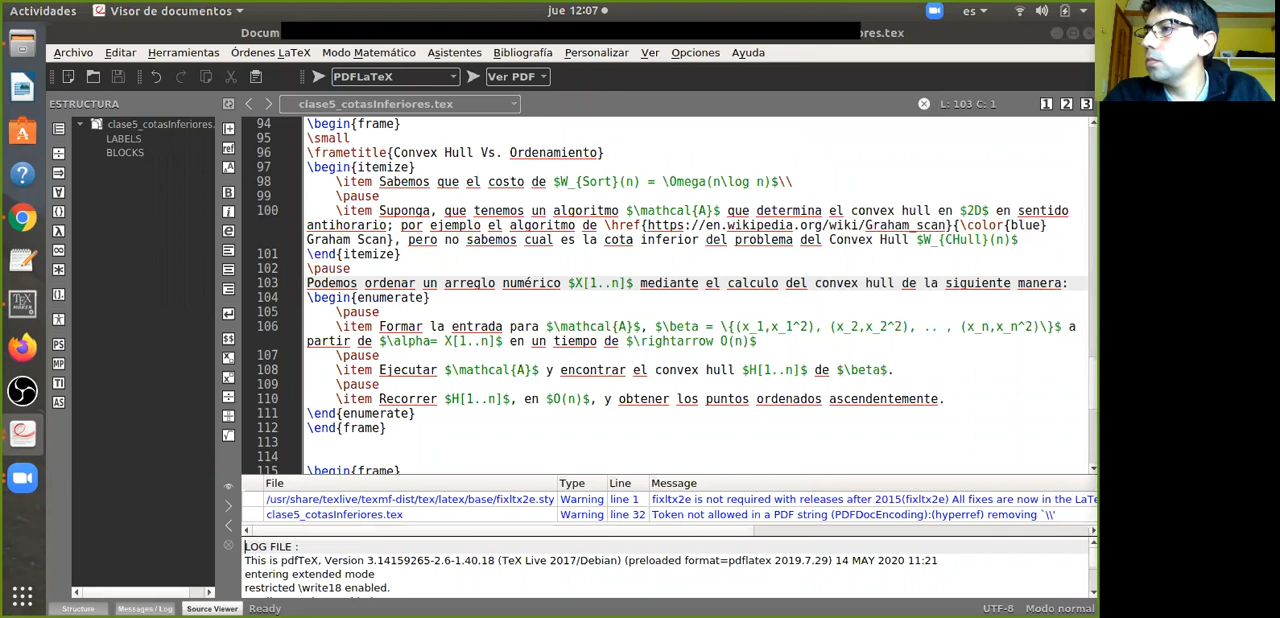 Actividades
Visor de documentos
jue 12:07
es
Docum
ores.tex
Archivo Editar Herramientas Órdenes LaTeX Modo Matemático Asistentes Bibliografía Personalizar Ver Opciones Ayuda
PDFLaTeX
Ver PDF
ESTRUCTURA
clase5_cotasInferiores.tex
L: 103 C: 1
1 2 3
clase5_cotasInferiores.
LABELS
BLOCKS
94 \begin{frame}
95 \small
96 \frametitle{Convex Hull Vs. Ordenamiento}
97 \begin{itemize}
98 \item Sabemos que el costo de $W_{Sort}(n) = \Omega(n\log n)$\\
99 \pause
100 \item Suponga, que tenemos un algoritmo $\mathcal{A}$ que determina el convex hull en $2D$ en sentido
antihorario; por ejemplo el algoritmo de \href{https://en.wikipedia.org/wiki/Graham_scan}{\color{blue}
Graham Scan}, pero no sabemos cual es la cota inferior del problema del Convex Hull $W_{CHull}(n)$
101 \end{itemize}
102 \pause
103 Podemos ordenar un arreglo numérico $X[1..n]$ mediante el calculo del convex hull de la siguiente manera:
104 \begin{enumerate}
105 \pause
106 \item Formar la entrada para $\mathcal{A}$, $\beta = \{(x_1,x_1^2), (x_2,x_2^2), .. , (x_n,x_n^2)\}$ a
partir de $\alpha= X[1..n]$ en un tiempo de $\rightarrow O(n)$
107 \pause
108 \item Ejecutar $\mathcal{A}$ y encontrar el convex hull $H[1..n]$ de $\beta$.
109 \pause
110 \item Recorrer $H[1..n]$, en $O(n)$, y obtener los puntos ordenados ascendentemente.
111 \end{enumerate}
112 \end{frame}
113
114
115 \begin{frame}
File Type Line Message
/usr/share/texlive/texmf-dist/tex/latex/base/fixltx2e.sty Warning line 1 fixltx2e is not required with releases after 2015(fixltx2e) All fixes are now in the LaTe
clase5_cotasInferiores.tex Warning line 32 Token not allowed in a PDF string (PDFDocEncoding):(hyperref) removing `\\'
LOG FILE :
This is pdfTeX, Version 3.14159265-2.6-1.40.18 (TeX Live 2017/Debian) (preloaded format=pdflatex 2019.7.29) 14 MAY 2020 11:21
entering extended mode
restricted \write18 enabled.
Structure Messages / Log Source Viewer Ready
UTF-8 Modo normal